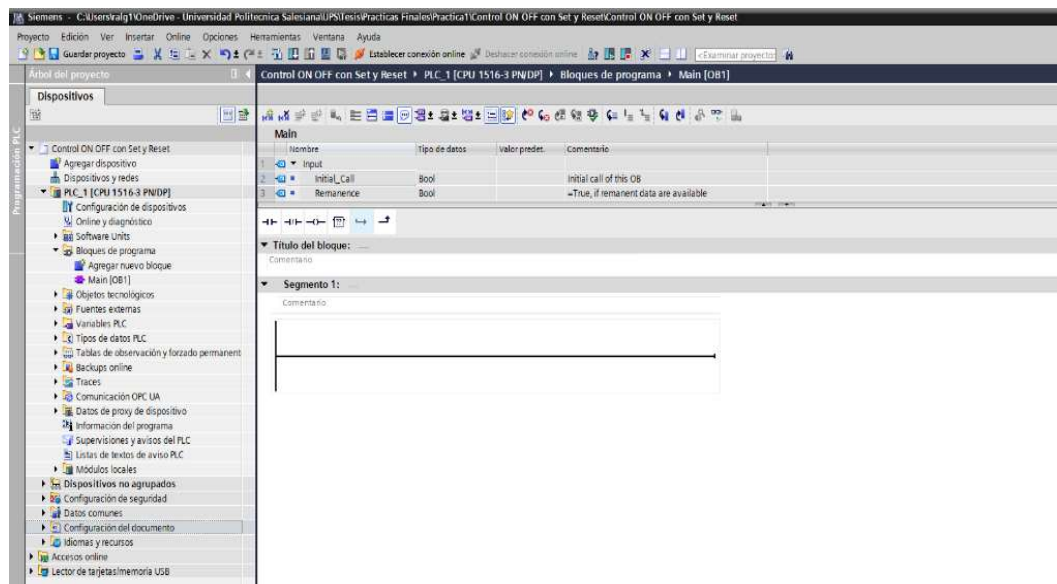 Siemens - C:\Users\ralg1\OneDrive - Universidad Politecnica Salesiana\UPS\Tesis\Practicas Finales\Practica1\Control ON OFF con Set y Reset\Control ON OFF con Set y Reset
Proyecto Edición Ver Insertar Online Opciones Herramientas Ventana Ayuda
Guardar proyecto Establecer conexión online Deshacer conexión online <Examinar proyecto>
Árbol del proyecto
Control ON OFF con Set y Reset PLC_1 [CPU 1516-3 PN/DP] Bloques de programa Main [OB1]
Dispositivos
Programación PLC
Control ON OFF con Set y Reset
Agregar dispositivo
Dispositivos y redes
PLC_1 [CPU 1516-3 PN/DP]
Configuración de dispositivos
Online y diagnóstico
Software Units
Bloques de programa
Agregar nuevo bloque
Main [OB1]
Objetos tecnológicos
Fuentes externas
Variables PLC
Tipos de datos PLC
Tablas de observación y forzado permanent
Backups online
Traces
Comunicación OPC UA
Datos de proxy de dispositivo
Información del programa
Supervisiones y avisos del PLC
Listas de textos de aviso PLC
Módulos locales
Dispositivos no agrupados
Configuración de seguridad
Datos comunes
Configuración del documento
Idiomas y recursos
Accesos online
Lector de tarjetas/memoria USB
Main
Nombre Tipo de datos Valor predet. Comentario
1 Input
2 Initial_Call Bool Initial call of this OB
3 Remanence Bool =True, if remanent data are available
Título del bloque: ....
Comentario
Segmento 1: ....
Comentario